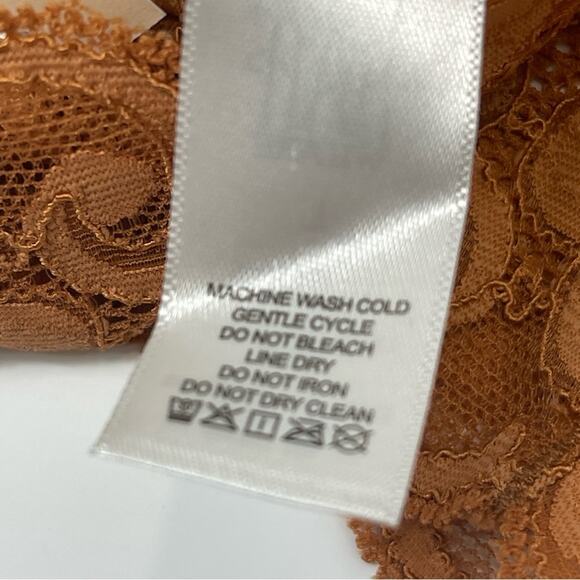 MACHINE WASH COLD
GENTLE CYCLE
DO NOT BLEACH
LINE DRY
DO NOT IRON
DO NOT DRY CLEAN